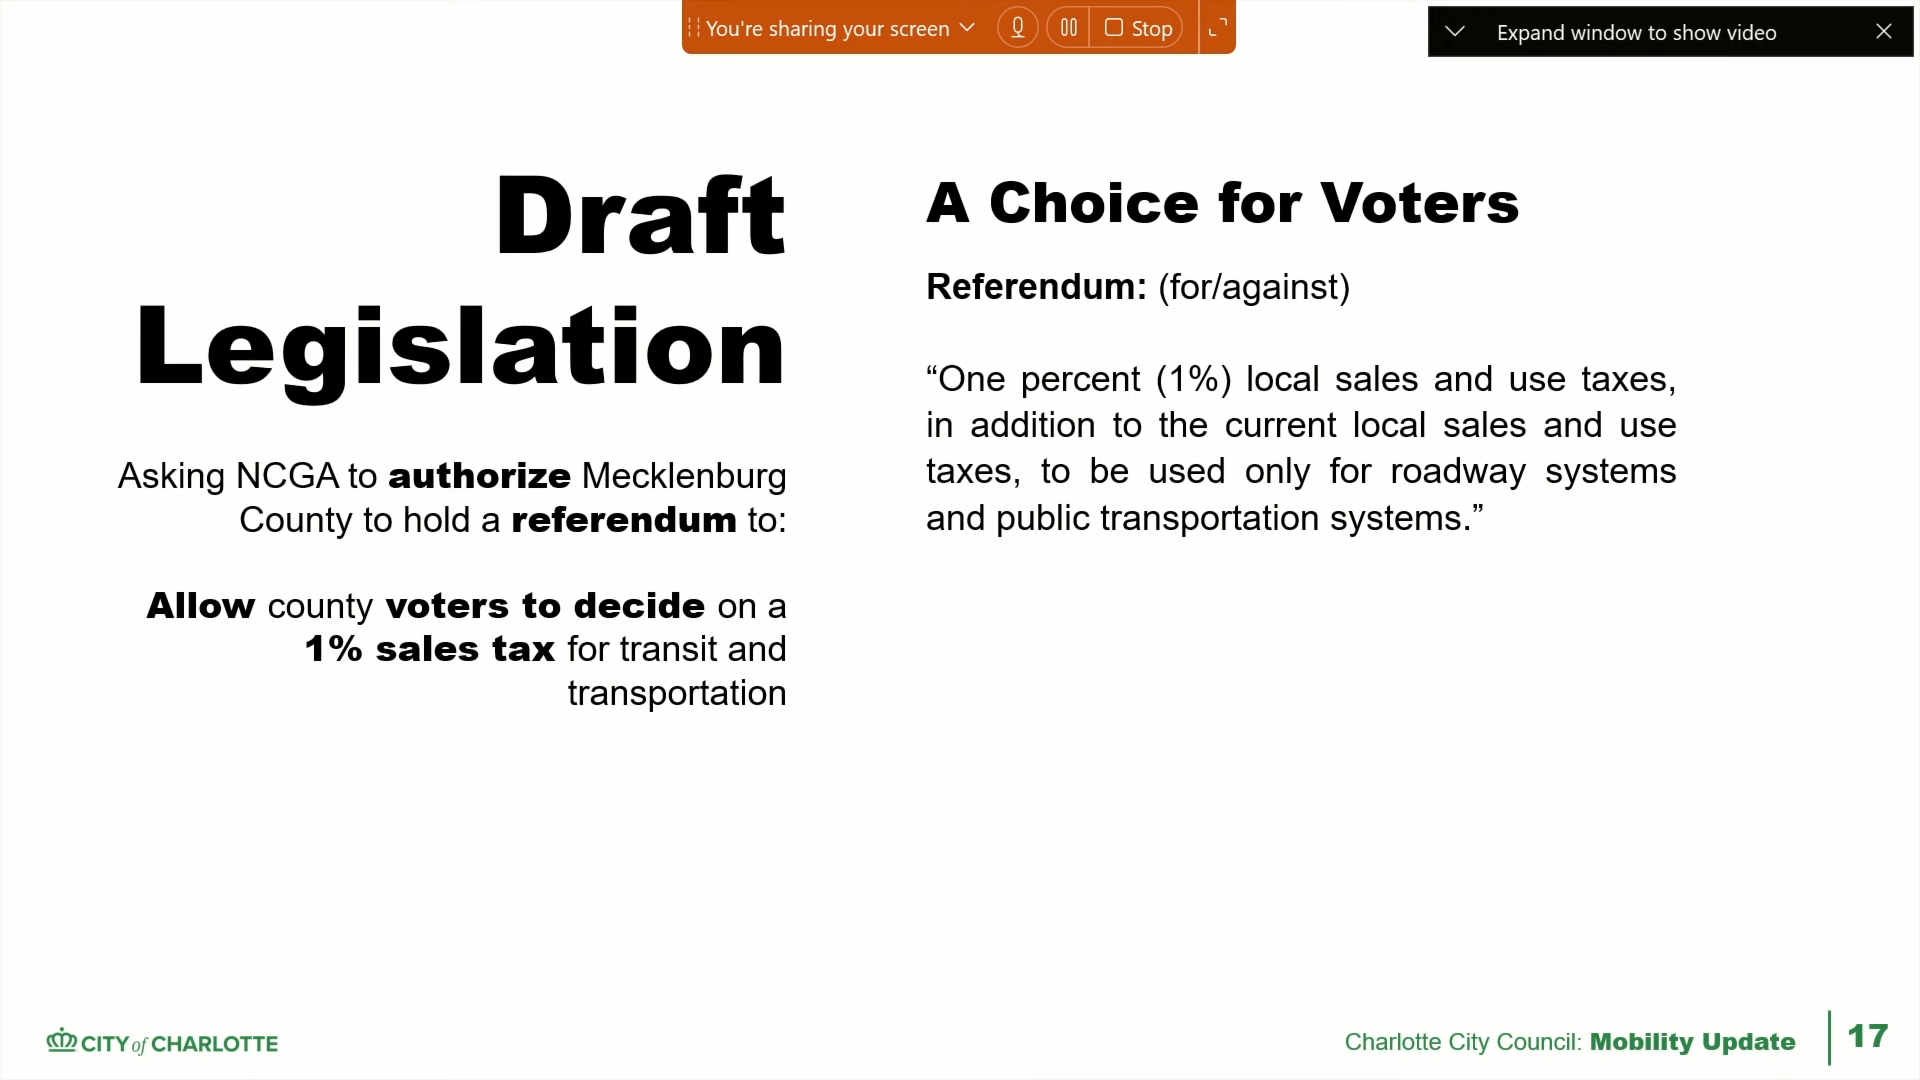 You're sharing your screen
Stop
Expand window to show video
Draft
Legislation
Asking NCGA to authorize Mecklenburg
County to hold a referendum to:
Allow county voters to decide on a
1% sales tax for transit and
transportation
A Choice for Voters
Referendum: (for/against)
“One percent (1%) local sales and use taxes,
in addition to the current local sales and use
taxes, to be used only for roadway systems
and public transportation systems.”
CITY of CHARLOTTE
Charlotte City Council: Mobility Update
17